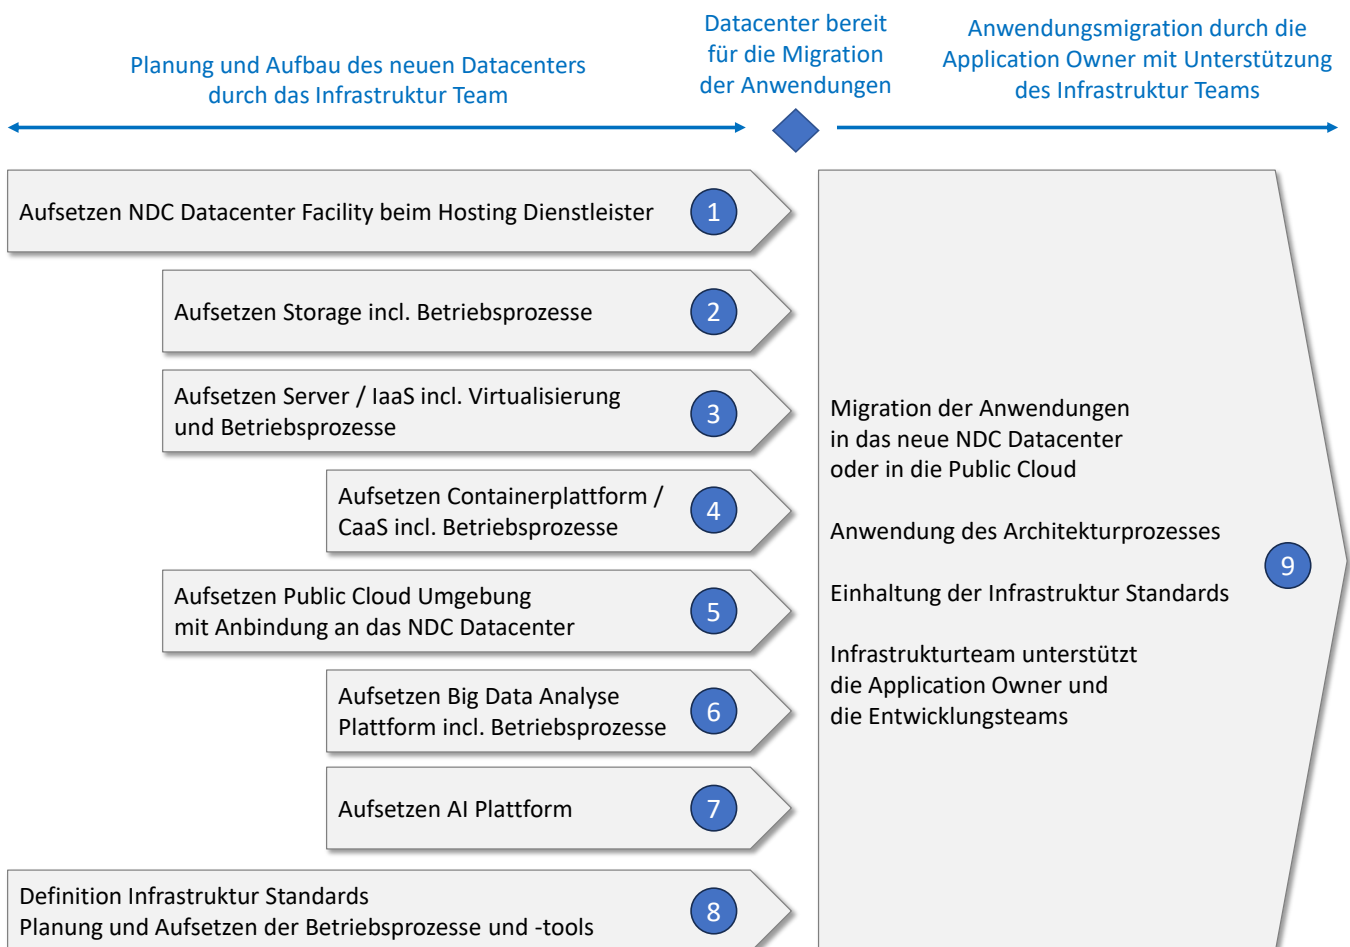 Planung und Aufbau des neuen Datacenters
durch das Infrastruktur Team
Datacenter bereit
für die Migration
der Anwendungen
Anwendungsmigration durch die
Application Owner mit Unterstützung
des Infrastruktur Teams
Aufsetzen NDC Datacenter Facility beim Hosting Dienstleister
1
Aufsetzen Storage incl. Betriebsprozesse
2
Aufsetzen Server / IaaS incl. Virtualisierung
und Betriebsprozesse
3
Aufsetzen Containerplattform /
CaaS incl. Betriebsprozesse
4
Aufsetzen Public Cloud Umgebung
mit Anbindung an das NDC Datacenter
5
Aufsetzen Big Data Analyse
Plattform incl. Betriebsprozesse
6
Aufsetzen AI Plattform
7
Definition Infrastruktur Standards
Planung und Aufsetzen der Betriebsprozesse und -tools
8
Migration der Anwendungen
in das neue NDC Datacenter
oder in die Public Cloud
Anwendung des Architekturprozesses
Einhaltung der Infrastruktur Standards
Infrastrukturteam unterstützt
die Application Owner und
die Entwicklungsteams
9